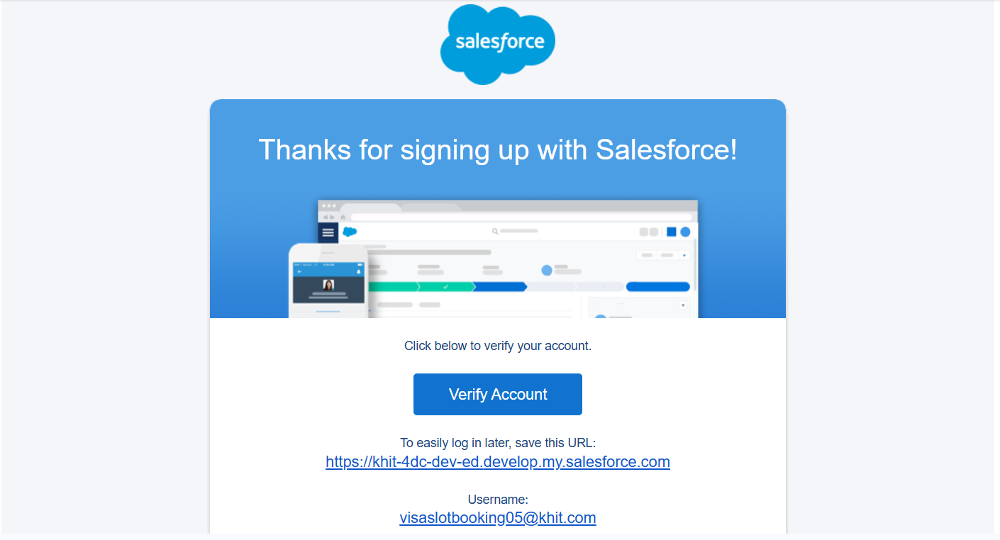 salesforce
Thanks for signing up with Salesforce!
Click below to verify your account.
Verify Account
To easily log in later, save this URL:
https://khit-4dc-dev-ed.develop.my.salesforce.com
Username:
visaslotbooking05@khit.com